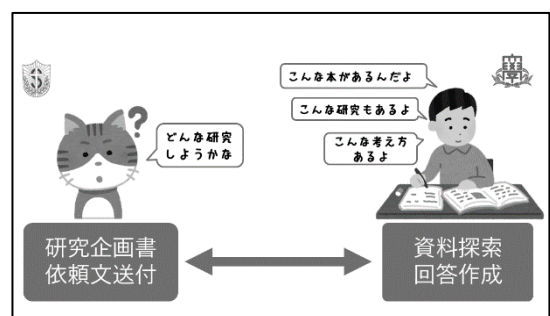 どんな研究
しようかな
こんな本があるんだよ
こんな研究もあるよ
こんな考え方
あるよ
研究企画書
依頼文送付
資料探索
回答作成